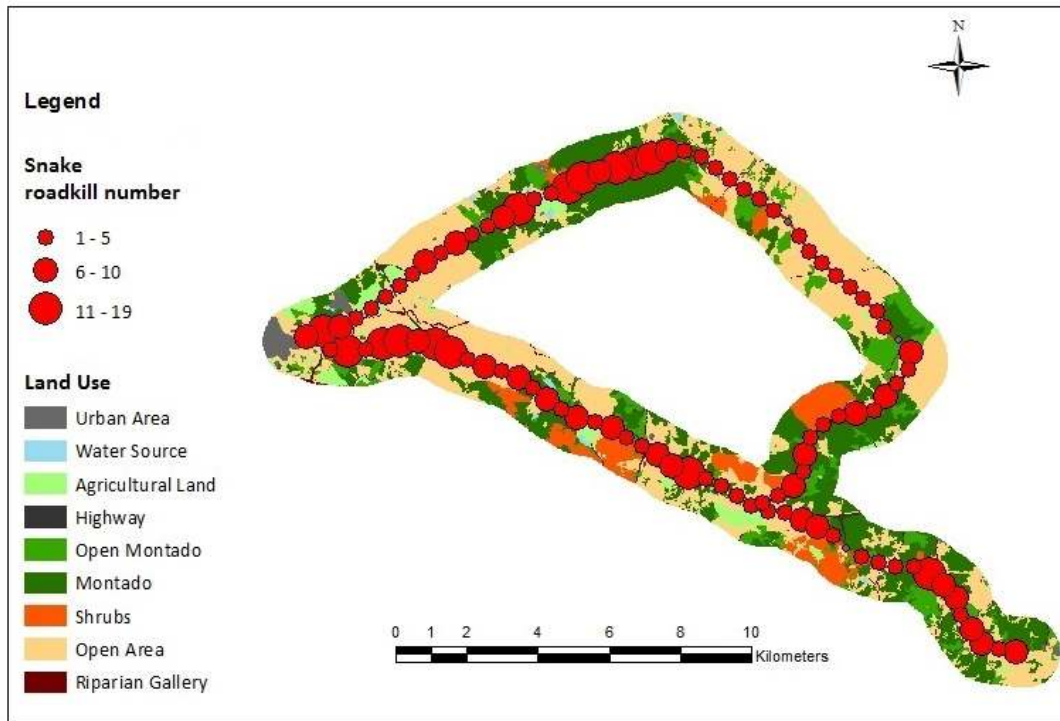 N
Legend
Snake
roadkill number
1 - 5
6 - 10
11 - 19
Land Use
Urban Area
Water Source
Agricultural Land
Highway
Open Montado
Montado
Shrubs
Open Area
Riparian Gallery
0 1 2 4 6 8 10
Kilometers